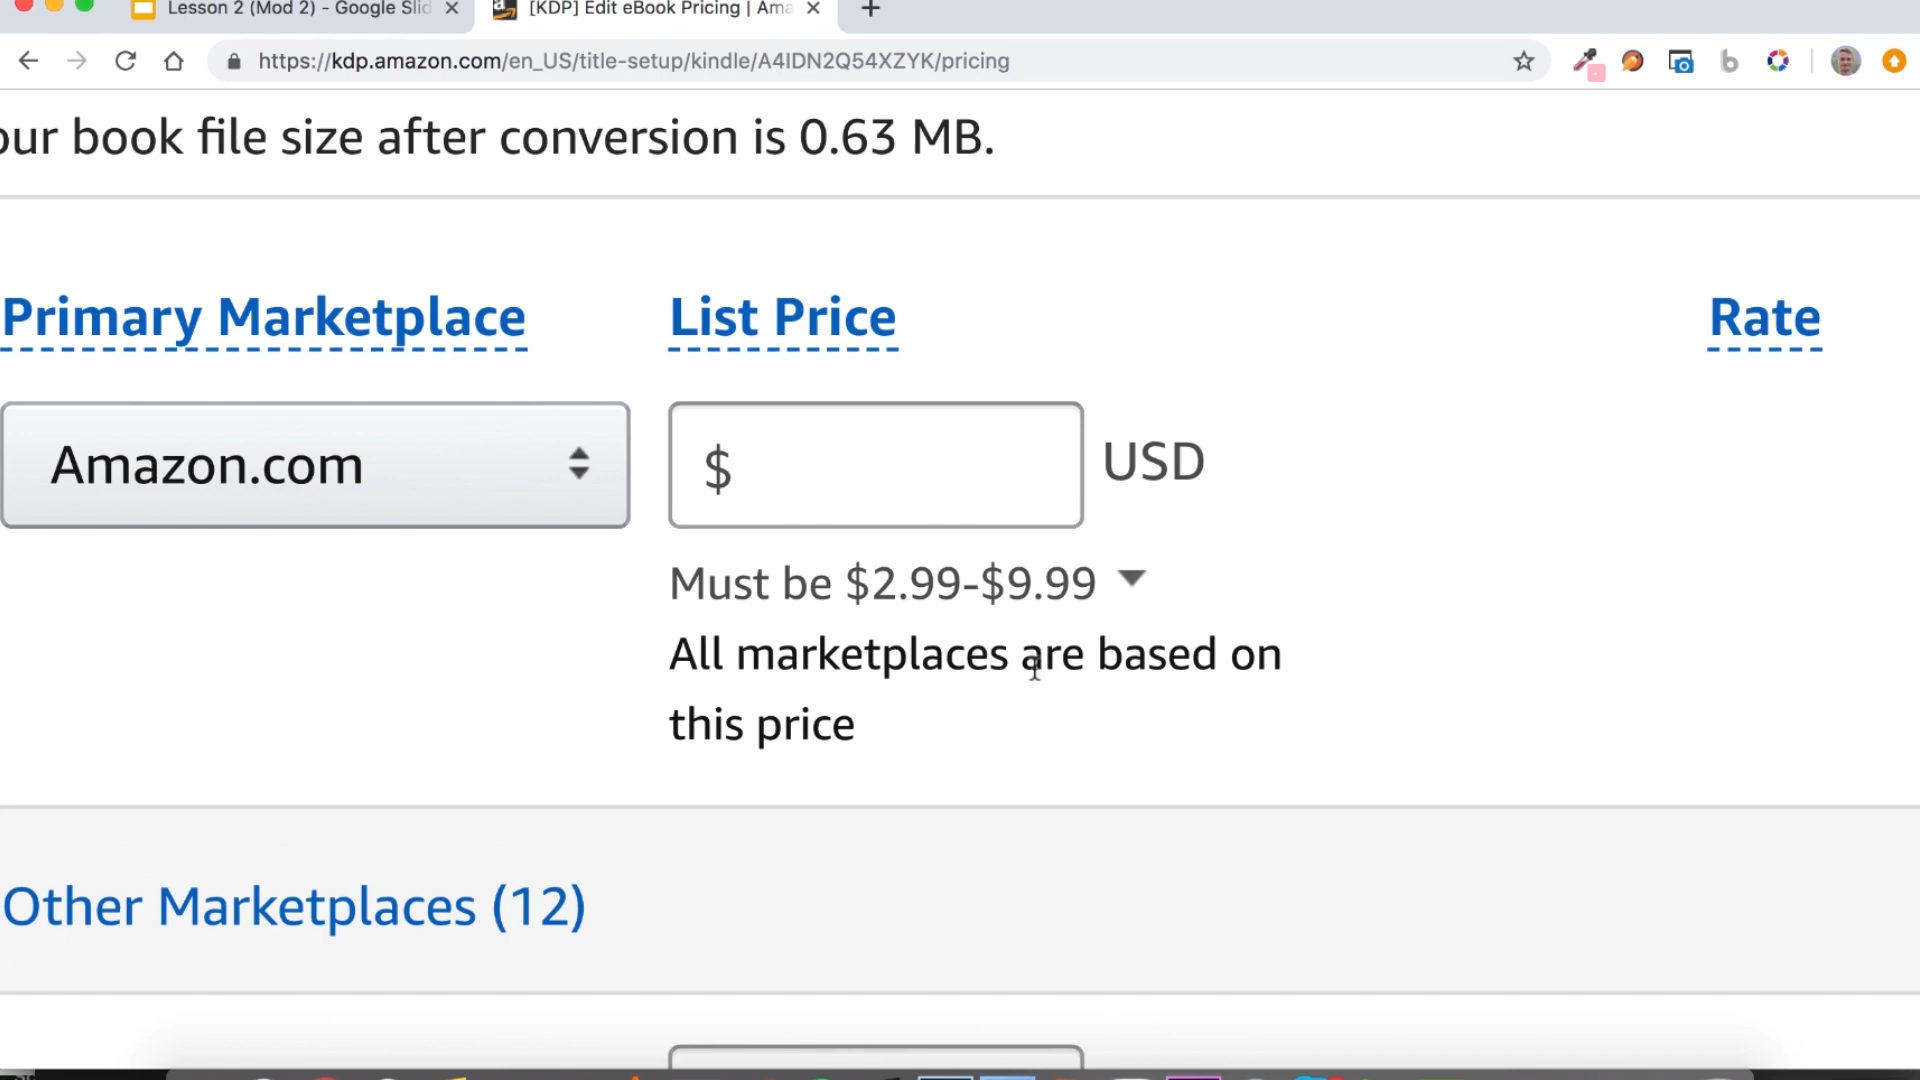 Lesson 2 (Mod 2) - Google Slid
[KDP] Edit eBook Pricing | Ama
https://kdp.amazon.com/en_US/title-setup/kindle/A4IDN2Q54XZYK/pricing
our book file size after conversion is 0.63 MB.
Primary Marketplace List Price Rate
Amazon.com $ USD
Must be $2.99-$9.99
All marketplaces are based on
this price
Other Marketplaces (12)